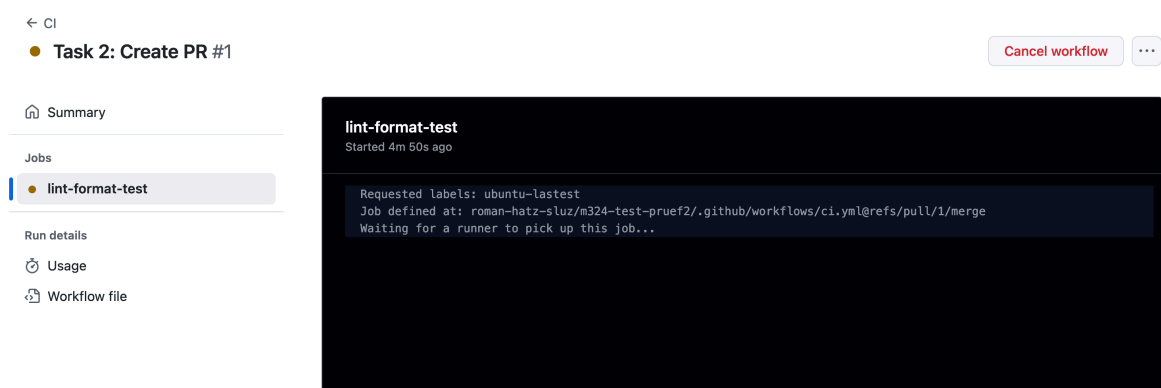 ← CI
Task 2: Create PR #1
Cancel workflow
...
Summary
Jobs
lint-format-test
Run details
Usage
Workflow file
lint-format-test
Started 4m 50s ago
Requested labels: ubuntu-lastest
Job defined at: roman-hatz-sluz/m324-test-pruef2/.github/workflows/ci.yml@refs/pull/1/merge
Waiting for a runner to pick up this job...